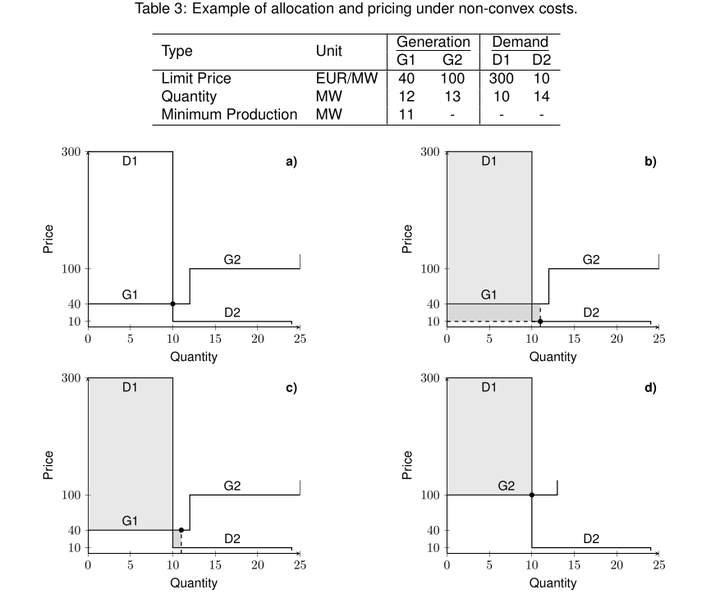 Table 3: Example of allocation and pricing under non-convex costs.
Type Unit Generation Demand
G1 G2 D1 D2
Limit Price EUR/MW 40 100 300 10
Quantity MW 12 13 10 14
Minimum Production MW 11 - - -
300
D1
a)
Price
G2
100
G1
40
D2
10
0 5 10 15 20 25
Quantity
300
D1
b)
Price
G2
100
G1
40
D2
10
0 5 10 15 20 25
Quantity
300
D1
c)
Price
G2
100
G1
40
D2
10
0 5 10 15 20 25
Quantity
300
D1
d)
Price
G2
100
40
D2
10
0 5 10 15 20 25
Quantity